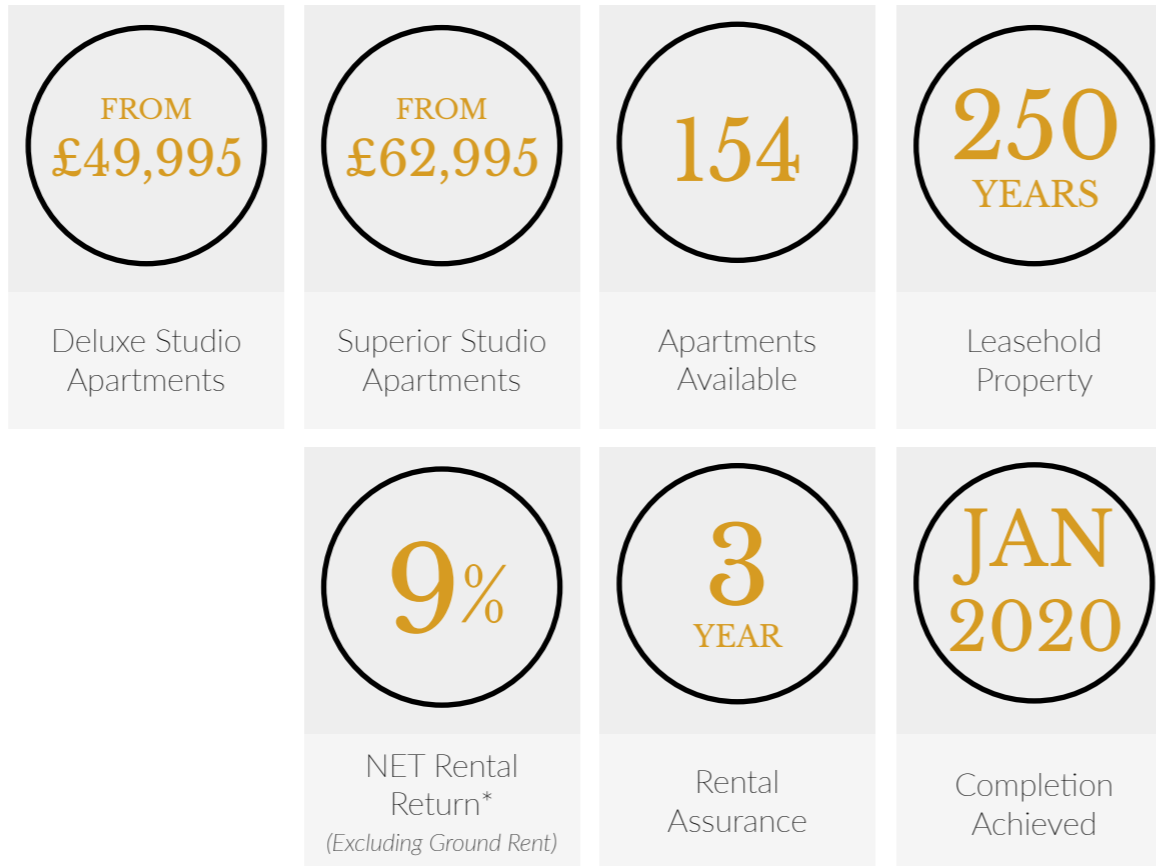 FROM
£49,995
Deluxe Studio
Apartments
FROM
£62,995
Superior Studio
Apartments
154
Apartments
Available
250
YEARS
Leasehold
Property
9%
NET Rental
Return*
(Excluding Ground Rent)
3
YEAR
Rental
Assurance
JAN
2020
Completion
Achieved